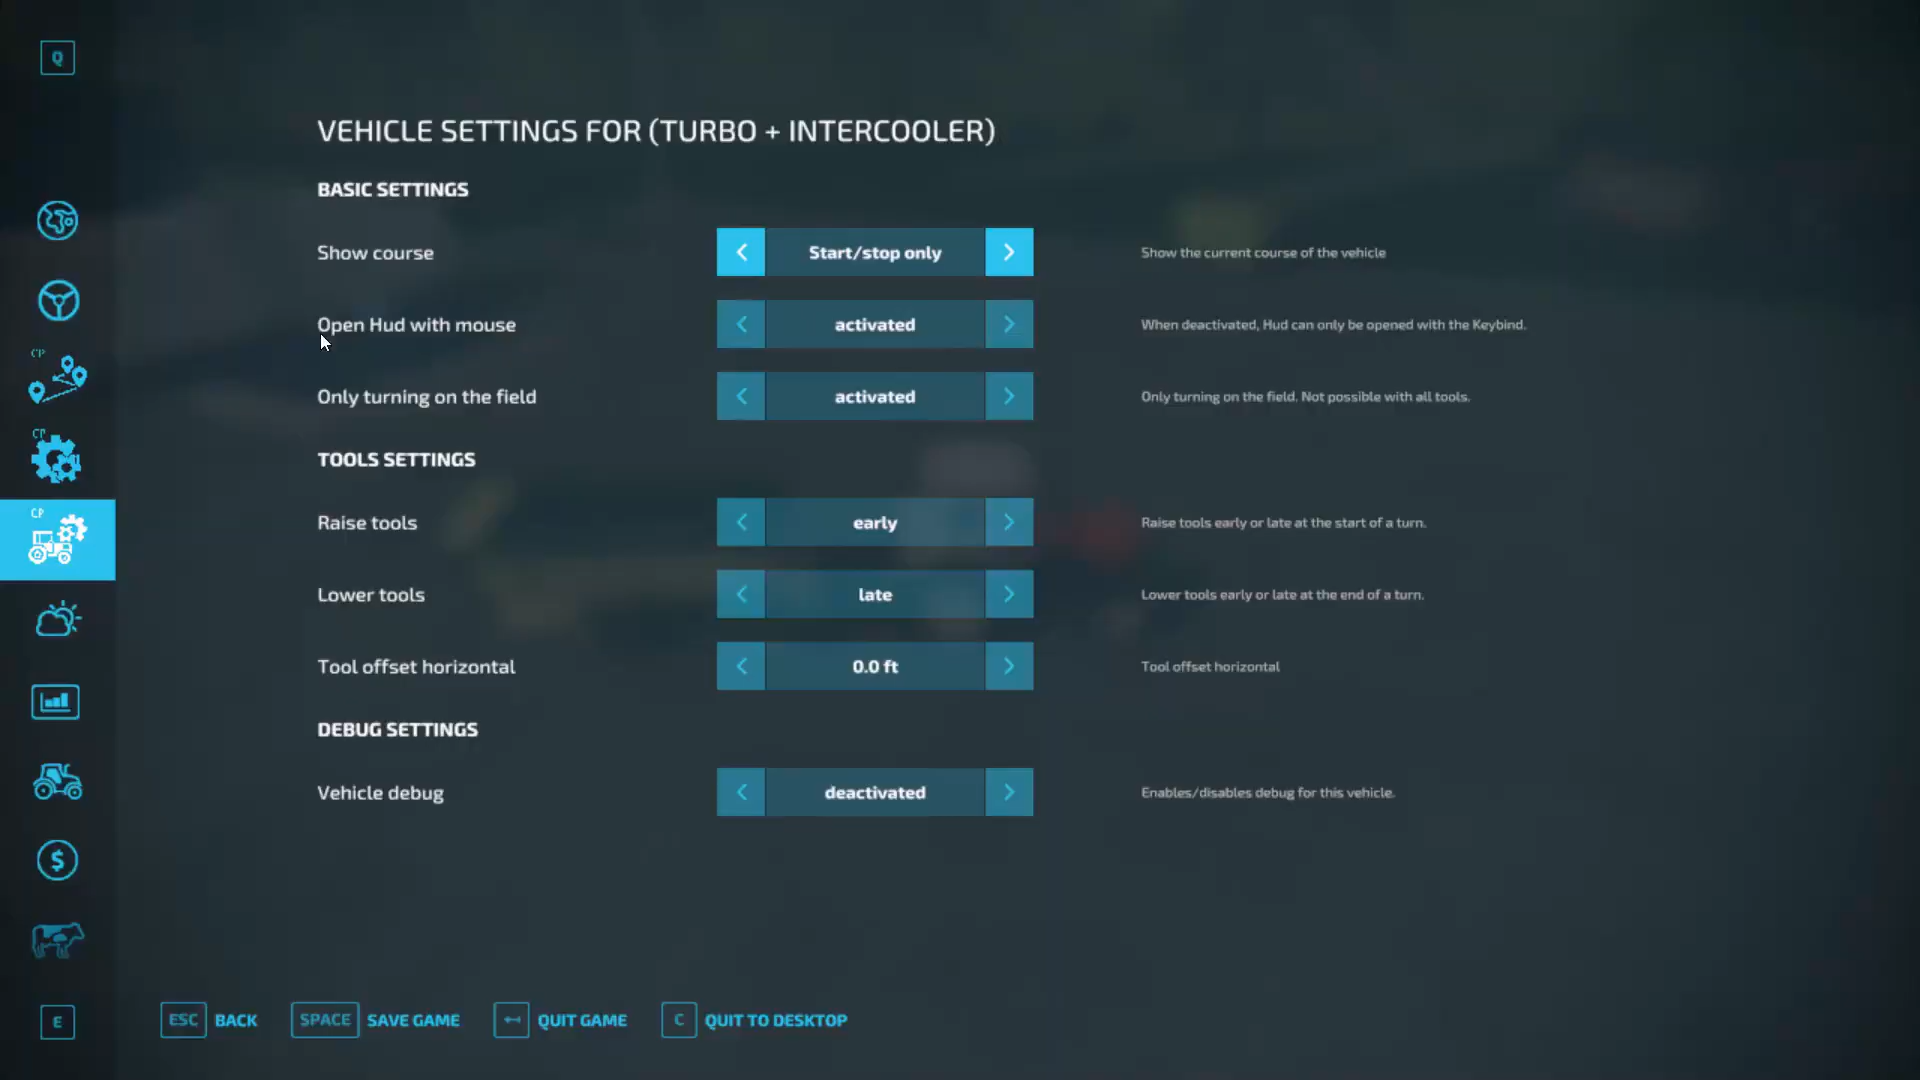 Q
VEHICLE SETTINGS FOR (TURBO + INTERCOOLER)
BASIC SETTINGS
Show course
Start/stop only
Show the current course of the vehicle
Open Hud with mouse
activated
When deactivated, Hud can only be opened with the Keybind.
CP
Only turning on the field
activated
Only turning on the field. Not possible with all tools.
CP
TOOLS SETTINGS
CP
Raise tools
early
Raise tools early or late at the start of a turn.
Lower tools
late
Lower tools early or late at the end of a turn.
Tool offset horizontal
0.0 ft
Tool offset horizontal
DEBUG SETTINGS
Vehicle debug
deactivated
Enables/disables debug for this vehicle.
$
E
ESC BACK
SPACE SAVE GAME
QUIT GAME
C QUIT TO DESKTOP